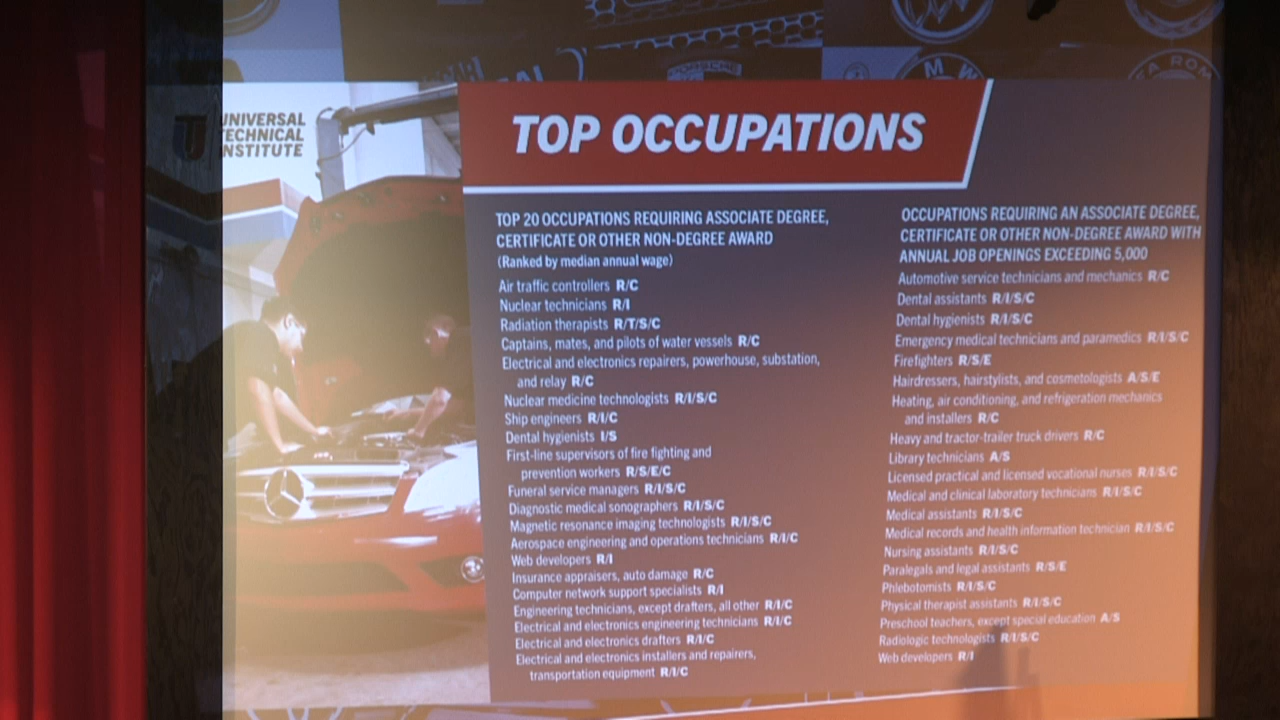 PORSCHE
BMW
UNIVERSAL
TECHNICAL
INSTITUTE
TOP OCCUPATIONS
TOP 20 OCCUPATIONS REQUIRING ASSOCIATE DEGREE,
CERTIFICATE OR OTHER NON-DEGREE AWARD
(Ranked by median annual wage)
Air traffic controllers R/C
Nuclear technicians R/I
Radiation therapists R/T/S/C
Captains, mates, and pilots of water vessels R/C
Electrical and electronics repairers, powerhouse, substation,
and relay R/C
Nuclear medicine technologists R/I/S/C
Ship engineers R/I/C
Dental hygienists I/S
First-line supervisors of fire fighting and
prevention workers R/S/E/C
Funeral service managers R/I/S/C
Diagnostic medical sonographers R/I/S/C
Magnetic resonance imaging technologists R/I/S/C
Aerospace engineering and operations technicians R/I/C
Web developers R/I
Insurance appraisers, auto damage R/C
Computer network support specialists R/I
Engineering technicians, except drafters, all other R/I/C
Electrical and electronics engineering technicians R/I/C
Electrical and electronics drafters R/I/C
Electrical and electronics installers and repairers,
transportation equipment R/I/C
OCCUPATIONS REQUIRING AN ASSOCIATE DEGREE,
CERTIFICATE OR OTHER NON-DEGREE AWARD WITH
ANNUAL JOB OPENINGS EXCEEDING 5,000
Automotive service technicians and mechanics R/C
Dental assistants R/I/S/C
Dental hygienists R/I/S/C
Emergency medical technicians and paramedics R/I/S/C
Firefighters R/S/E
Hairdressers, hairstylists, and cosmetologists A/S/E
Heating, air conditioning, and refrigeration mechanics
and installers R/C
Heavy and tractor-trailer truck drivers R/C
Library technicians A/S
Licensed practical and licensed vocational nurses R/I/S/C
Medical and clinical laboratory technicians R/I/S/C
Medical assistants R/I/S/C
Medical records and health information technician R/I/S/C
Nursing assistants R/I/S/C
Paralegals and legal assistants R/S/E
Phlebotomists R/I/S/C
Physical therapist assistants R/I/S/C
Preschool teachers, except special education A/S
Radiologic technologists R/I/S/C
Web developers R/I